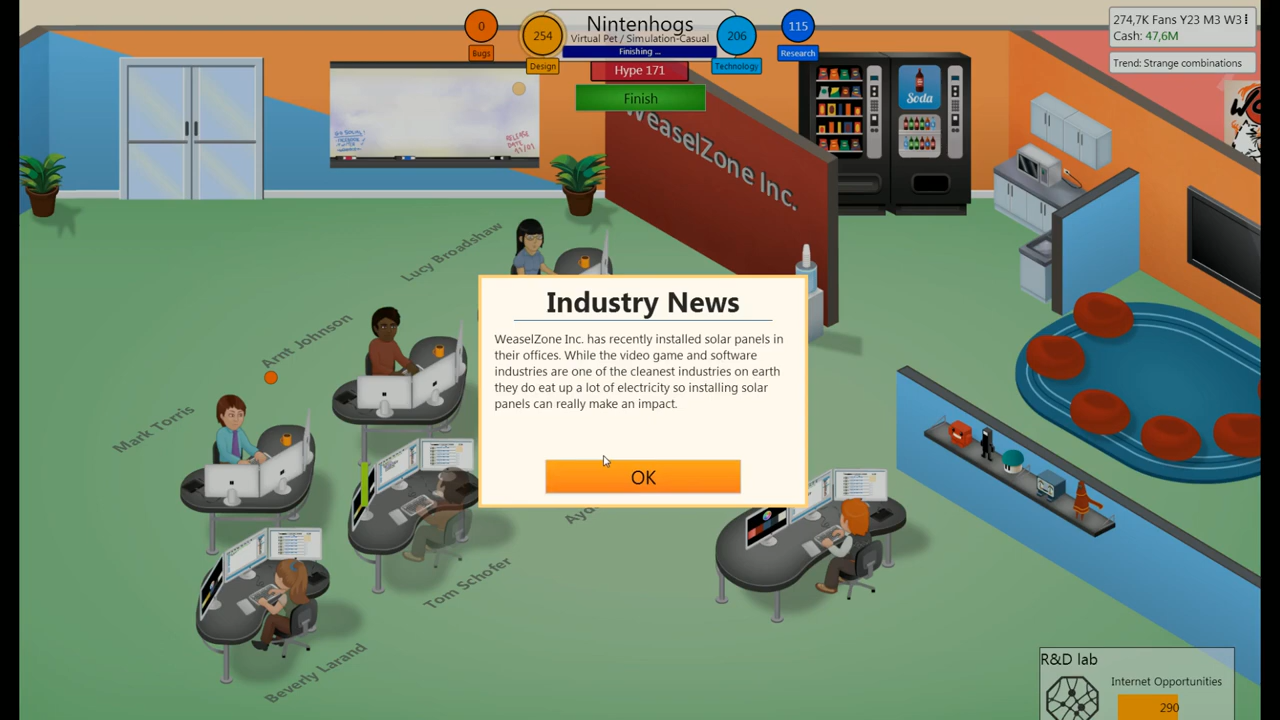 Nintenhogs
Virtual Pet / Simulation-Casual
Finishing ...
Hype 171
Finish
0
Bugs
254
Design
206
Technology
115
Research
274,7K Fans Y23 M3 W3
Cash: 47,6M
Trend: Strange combinations
Soda
RELEASE
DATE
WeaselZone Inc.
Lucy Broadshaw
Arnt Johnson
Mark Torris
Tom Schofer
Beverly Larand
Industry News
WeaselZone Inc. has recently installed solar panels in
their offices. While the video game and software
industries are one of the cleanest industries on earth
they do eat up a lot of electricity so installing solar
panels can really make an impact.
OK
R&D lab
Internet Opportunities
290